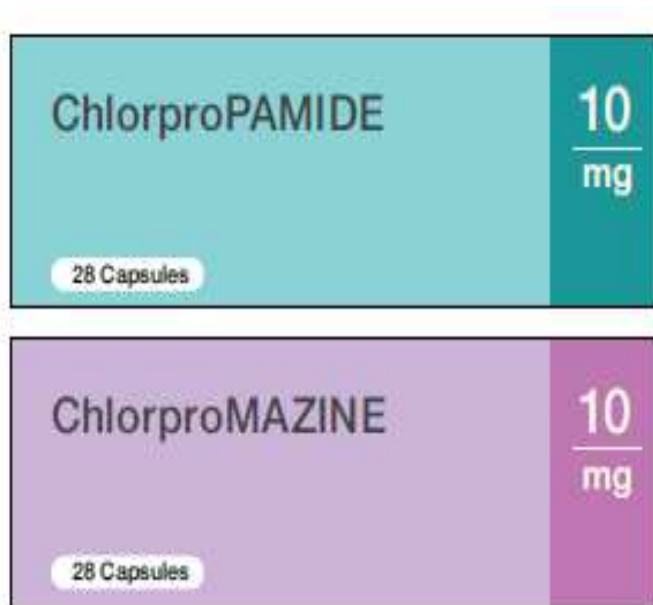 ChlorproPAMIDE
10
mg
28 Capsules
ChlorproMAZINE
10
mg
28 Capsules